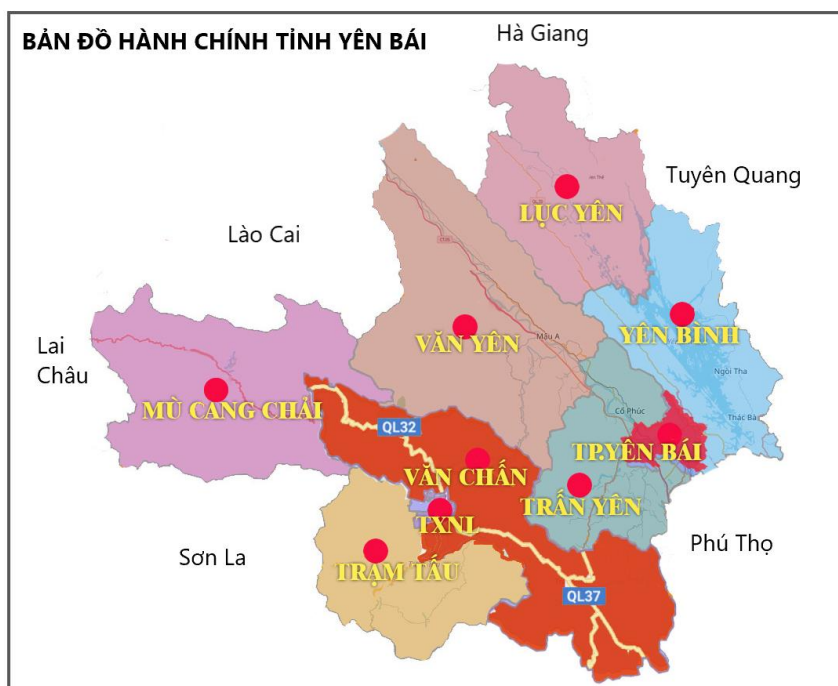 BẢN ĐỒ HÀNH CHÍNH TỈNH YÊN BÁI
Hà Giang
Tuyên Quang
LỤC YÊN
Lào Cai
Lai
Châu
VĂN YÊN
Mậu A
YÊN BÌNH
Ngòi Tha
MÙ CANG CHẢI
Cổ Phúc
Thác Bà
QL32
TP.YÊN BÁI
VĂN CHẤN
TRẤN YÊN
TXNI
Phú Thọ
Sơn La
TRẠM TẤU
QL37